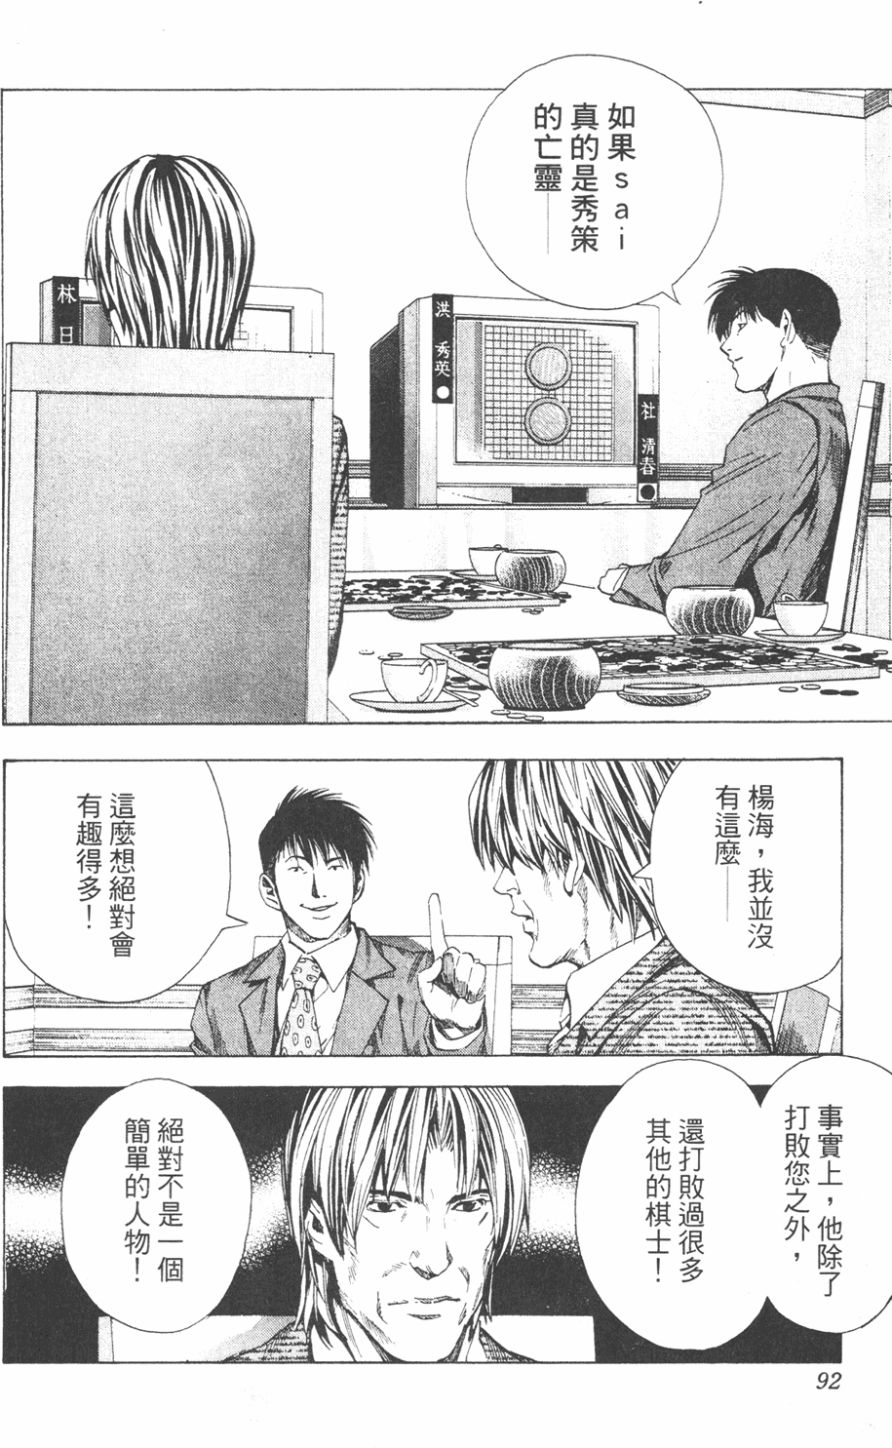 如果sai
真的是秀策
的亡靈——
洪 秀英
社 清春
林 日
楊海，我並沒
有這麼——
這麼想絕對會
有趣得多！
事實上，他除了
打敗您之外，
還打敗過很多
其他的棋士！
絕對不是一個
簡單的人物！
92